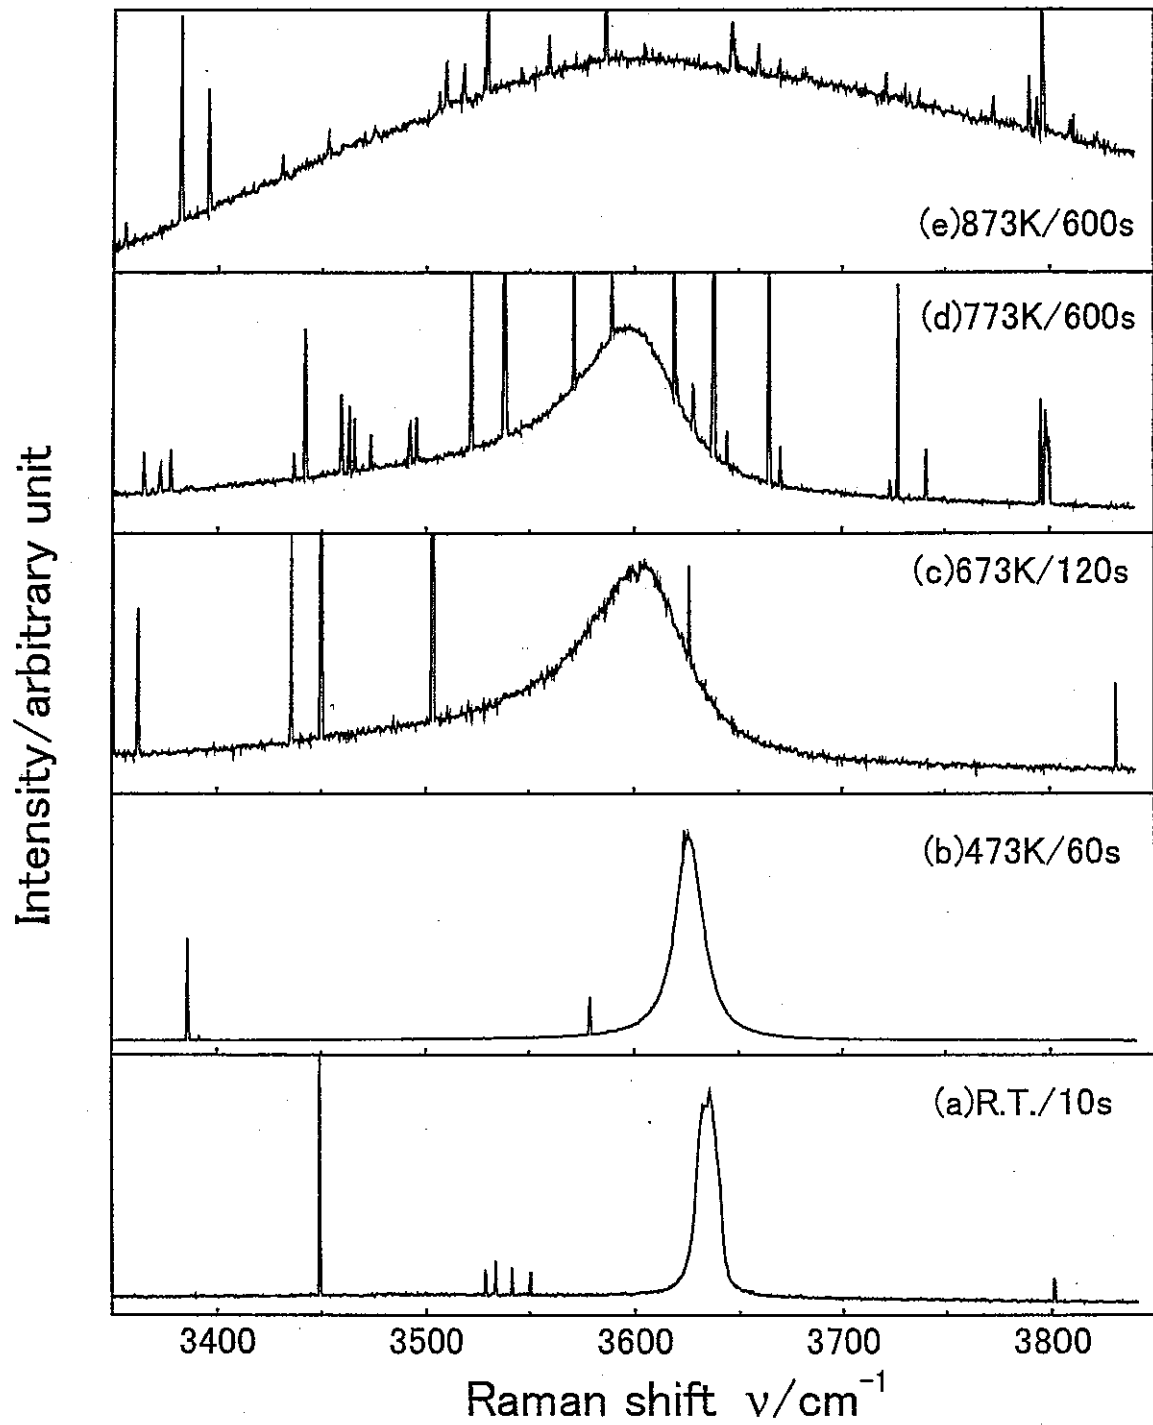 (e)873K/600s
(d)773K/600s
(c)673K/120s
(b)473K/60s
(a)R.T./10s
Intensity/arbitrary unit
3400 3500 3600 3700 3800
Raman shift ν/cm⁻¹